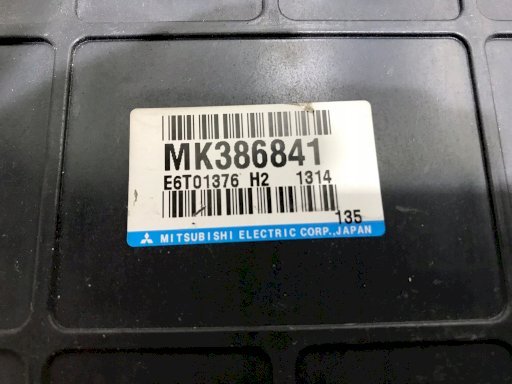 MK386841
E6T01376 H2 1314
135
MITSUBISHI ELECTRIC CORP., JAPAN